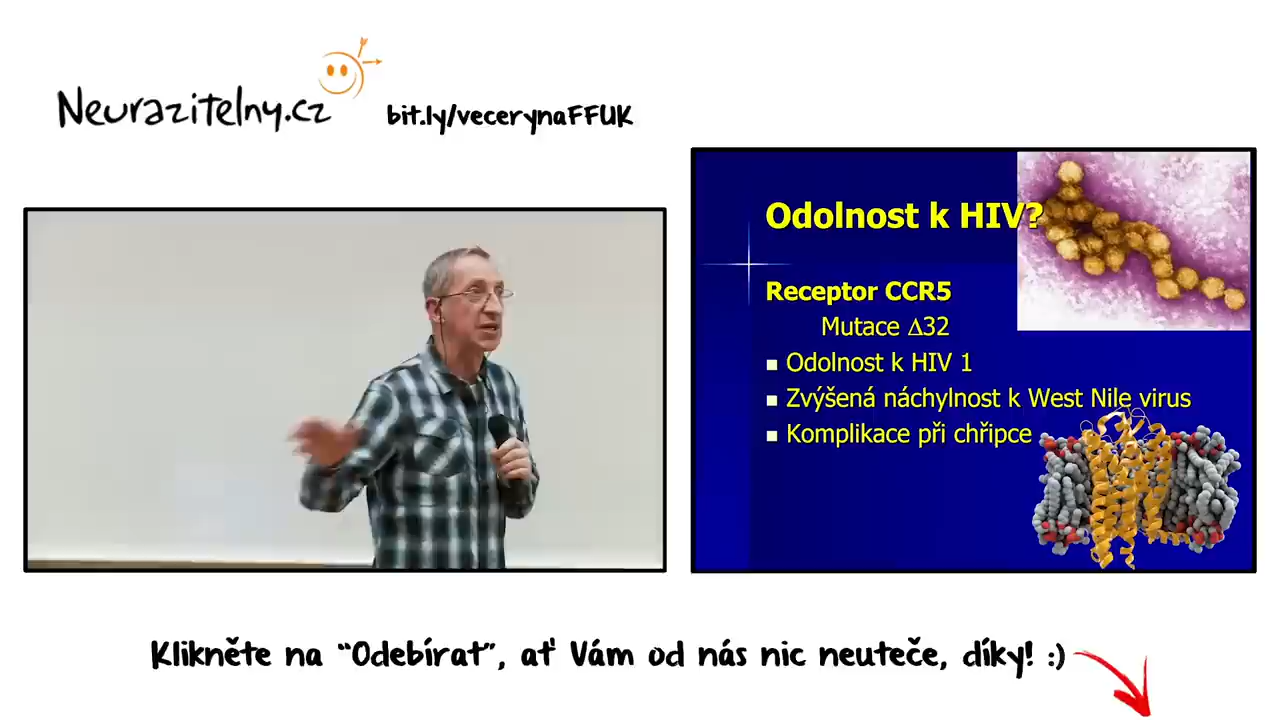 Neurazitelny.cz
bit.ly/vecerynaFFUK
Odolnost k HIV?
Receptor CCR5
Mutace Δ32
Odolnost k HIV 1
Zvýšená náchylnost k West Nile virus
Komplikace při chřipce
Klikněte na “Odebírat”, ať Vám od nás nic neuteče, díky! :)